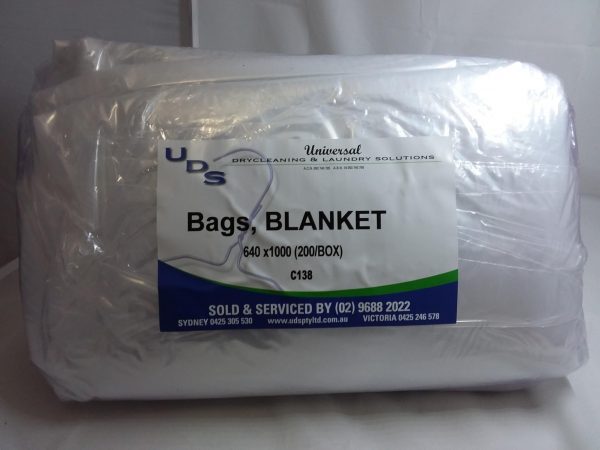 UDS
Universal
DRYCLEANING & LAUNDRY SOLUTIONS
Bags, BLANKET
640 x1000 (200/BOX)
C138
SOLD & SERVICED BY (02) 9688 2022
SYDNEY 0425 305 530 www.udsptyltd.com.au VICTORIA 0425 246 578